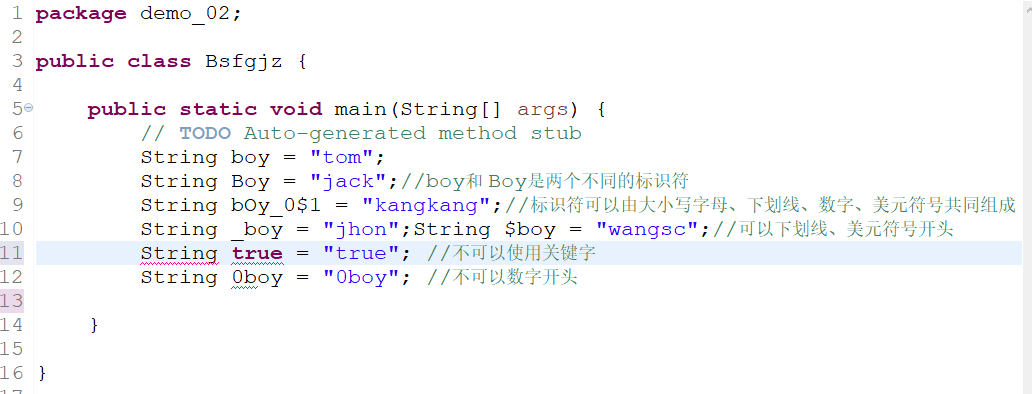 1 package demo_02;
2
3 public class Bsfgjz {
4
5 public static void main(String[] args) {
6 // TODO Auto-generated method stub
7 String boy = "tom";
8 String Boy = "jack";//boy和 Boy是两个不同的标识符
9 String bOy_0$1 = "kangkang";//标识符可以由大小写字母、下划线、数字、美元符号共同组成
10 String _boy = "jhon";String $boy = "wangsc";//可以下划线、美元符号开头
11 String true = "true"; //不可以使用关键字
12 String 0boy = "0boy"; //不可以数字开头
13
14 }
15
16 }
17